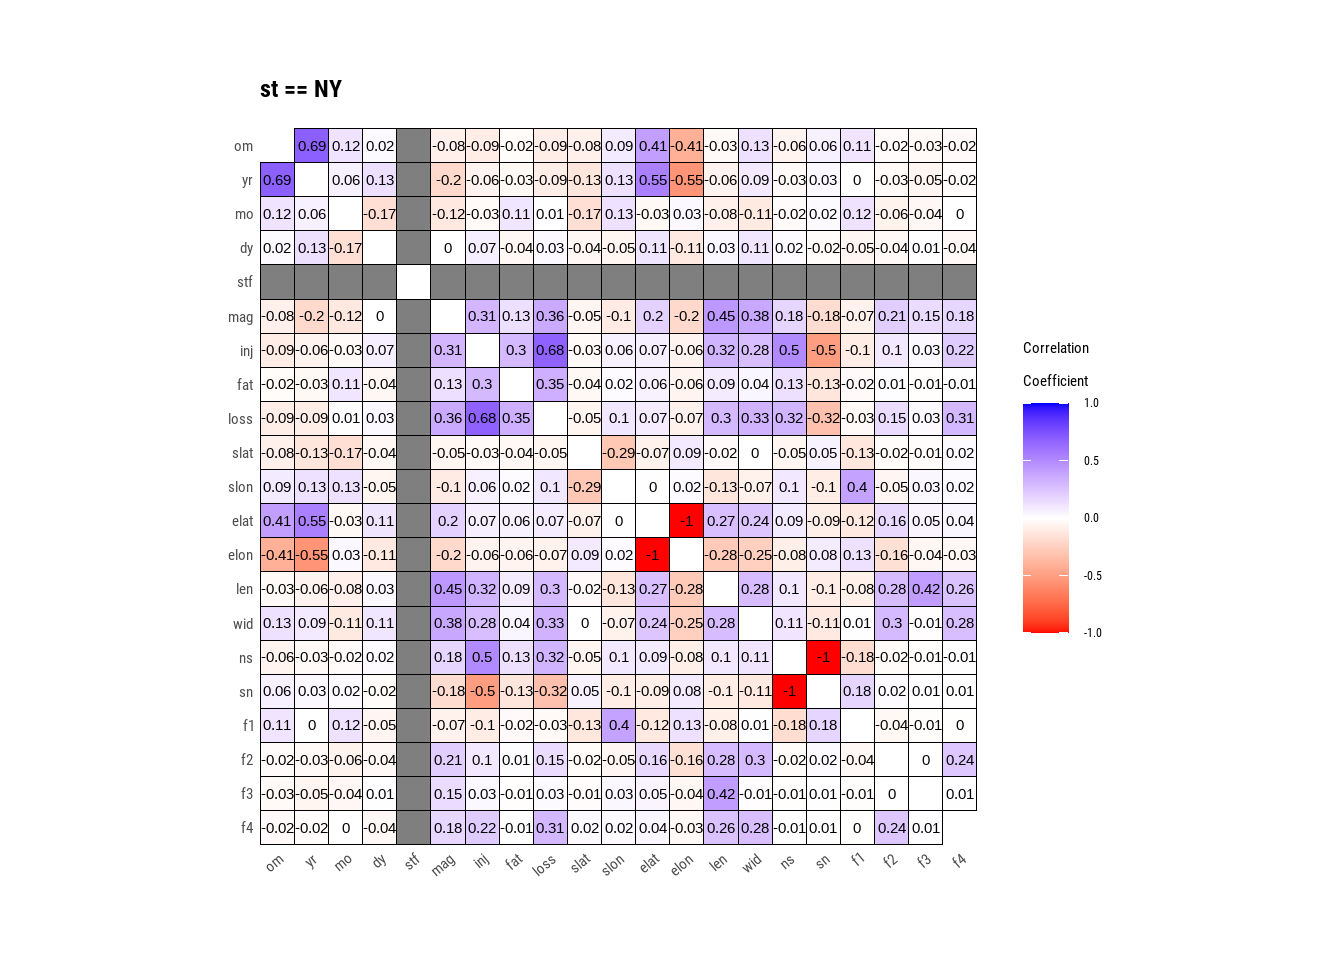 st == NY
om 0.69 0.12 0.02 -0.08 -0.09 -0.02 -0.09 -0.08 0.09 0.41 -0.41 -0.03 0.13 -0.06 0.06 0.11 -0.02 -0.03 -0.02
yr 0.69 0.06 0.13 -0.2 -0.06 -0.03 -0.09 -0.13 0.13 0.55 -0.55 -0.06 0.09 -0.03 0.03 0 -0.03 -0.05 -0.02
mo 0.12 0.06 -0.17 -0.12 -0.03 0.11 0.01 -0.17 0.13 -0.03 0.03 -0.08 -0.11 -0.02 0.02 0.12 -0.06 -0.04 0
dy 0.02 0.13 -0.17 0 0.07 -0.04 0.03 -0.04 -0.05 0.11 -0.11 0.03 0.11 0.02 -0.02 -0.05 -0.04 0.01 -0.04
stf
mag -0.08 -0.2 -0.12 0 0.31 0.13 0.36 -0.05 -0.1 0.2 -0.2 0.45 0.38 0.18 -0.18 -0.07 0.21 0.15 0.18
inj -0.09 -0.06 -0.03 0.07 0.31 0.3 0.68 -0.03 0.06 0.07 -0.06 0.32 0.28 0.5 -0.5 -0.1 0.1 0.03 0.22
Correlation
fat -0.02 -0.03 0.11 -0.04 0.13 0.3 0.35 -0.04 0.02 0.06 -0.06 0.09 0.04 0.13 -0.13 -0.02 0.01 -0.01 -0.01
Coefficient
1.0
loss -0.09 -0.09 0.01 0.03 0.36 0.68 0.35 -0.05 0.1 0.07 -0.07 0.3 0.33 0.32 -0.32 -0.03 0.15 0.03 0.31
slat -0.08 -0.13 -0.17 -0.04 -0.05 -0.03 -0.04 -0.05 -0.29 -0.07 0.09 -0.02 0 -0.05 0.05 -0.13 -0.02 -0.01 0.02
0.5
slon 0.09 0.13 0.13 -0.05 -0.1 0.06 0.02 0.1 -0.29 0 0.02 -0.13 -0.07 0.1 -0.1 0.4 -0.05 0.03 0.02
elat 0.41 0.55 -0.03 0.11 0.2 0.07 0.06 0.07 -0.07 0 -1 0.27 0.24 0.09 -0.09 -0.12 0.16 0.05 0.04
0.0
elon -0.41 -0.55 0.03 -0.11 -0.2 -0.06 -0.06 -0.07 0.09 0.02 -1 -0.28 -0.25 -0.08 0.08 0.13 -0.16 -0.04 -0.03
-0.5
len -0.03 -0.06 -0.08 0.03 0.45 0.32 0.09 0.3 -0.02 -0.13 0.27 -0.28 0.28 0.1 -0.1 -0.08 0.28 0.42 0.26
wid 0.13 0.09 -0.11 0.11 0.38 0.28 0.04 0.33 0 -0.07 0.24 -0.25 0.28 0.11 -0.11 0.01 0.3 -0.01 0.28
-1.0
ns -0.06 -0.03 -0.02 0.02 0.18 0.5 0.13 0.32 -0.05 0.1 0.09 -0.08 0.1 0.11 -1 -0.18 -0.02 -0.01 -0.01
sn 0.06 0.03 0.02 -0.02 -0.18 -0.5 -0.13 -0.32 0.05 -0.1 -0.09 0.08 -0.1 -0.11 -1 0.18 0.02 0.01 0.01
f1 0.11 0 0.12 -0.05 -0.07 -0.1 -0.02 -0.03 -0.13 0.4 -0.12 0.13 -0.08 0.01 -0.18 0.18 -0.04 -0.01 0
f2 -0.02 -0.03 -0.06 -0.04 0.21 0.1 0.01 0.15 -0.02 -0.05 0.16 -0.16 0.28 0.3 -0.02 0.02 -0.04 0 0.24
f3 -0.03 -0.05 -0.04 0.01 0.15 0.03 -0.01 0.03 -0.01 0.03 0.05 -0.04 0.42 -0.01 -0.01 0.01 -0.01 0 0.01
f4 -0.02 -0.02 0 -0.04 0.18 0.22 -0.01 0.31 0.02 0.02 0.04 -0.03 0.26 0.28 -0.01 0.01 0 0.24 0.01
om yr mo dy stf mag inj fat loss slat slon elat elon len wid ns sn f1 f2 f3 f4